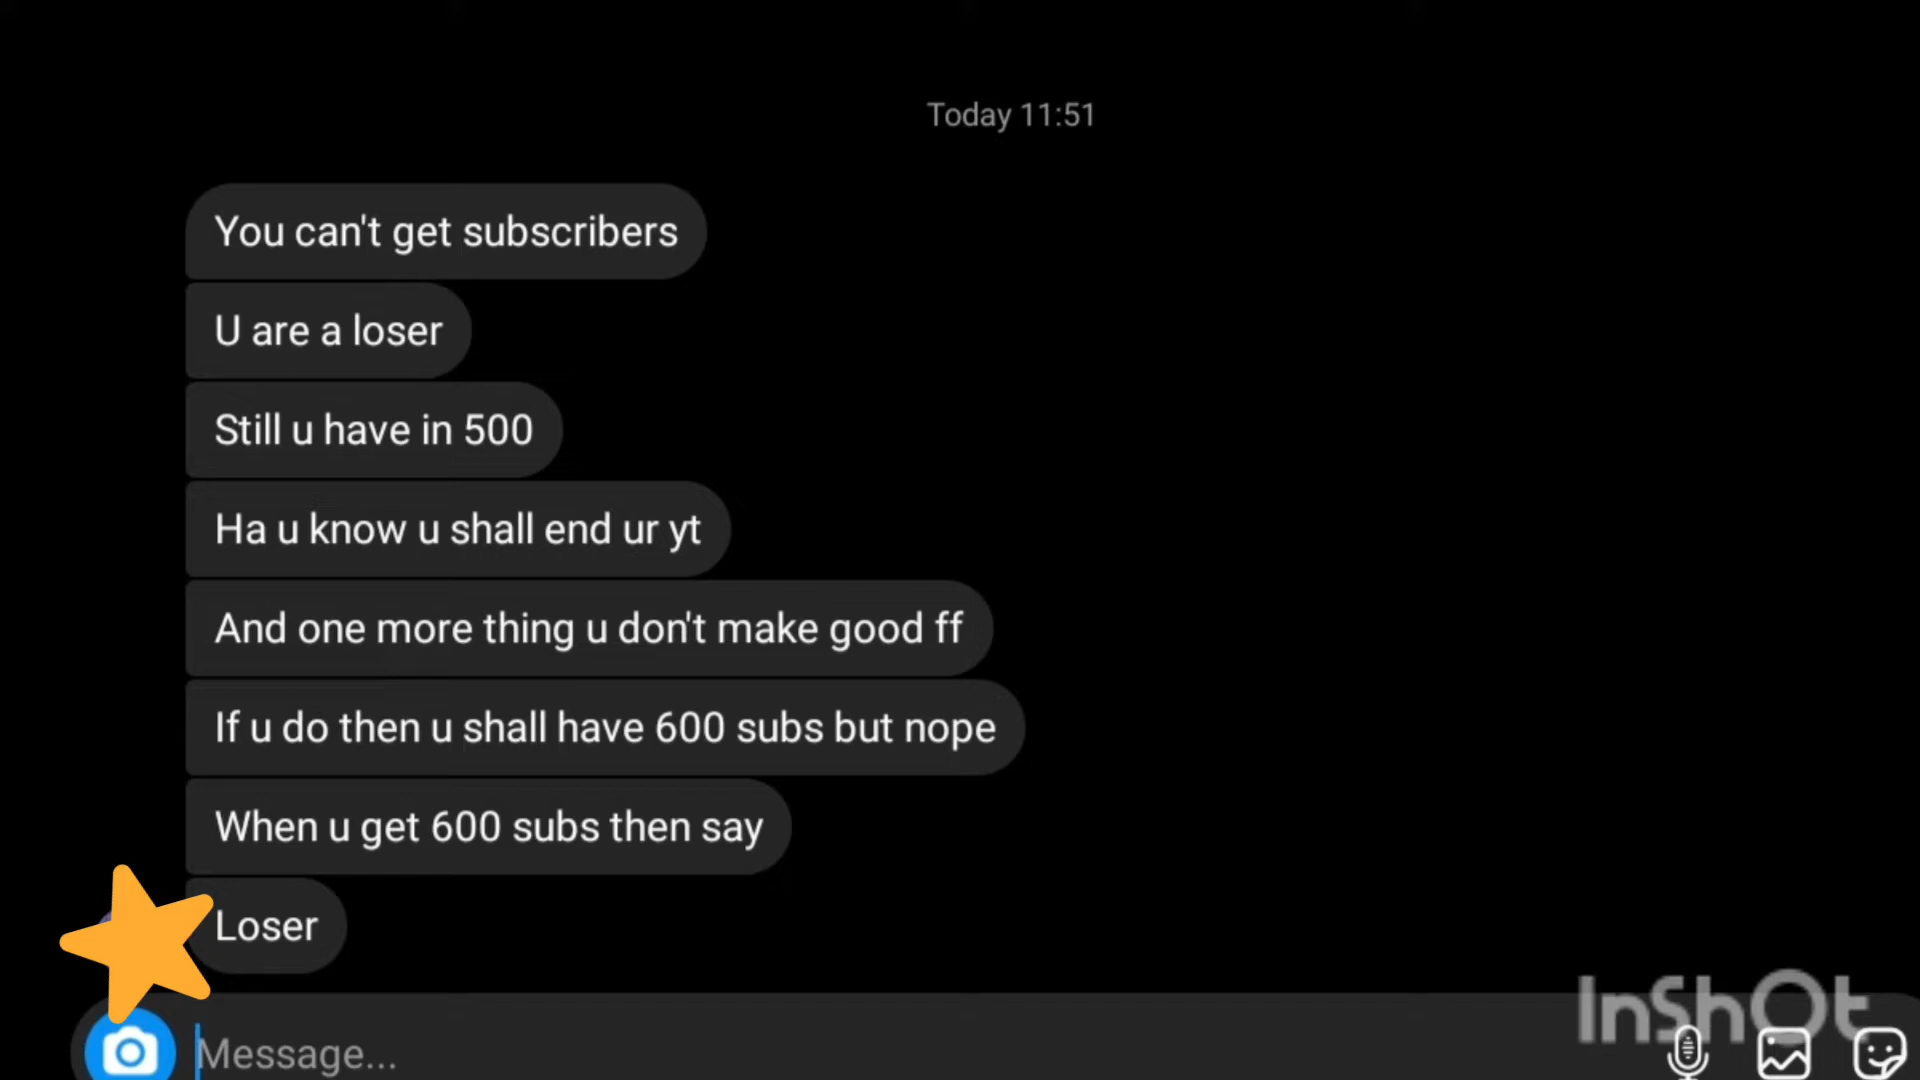 Today 11:51
You can't get subscribers
U are a loser
Still u have in 500
Ha u know u shall end ur yt
And one more thing u don't make good ff
If u do then u shall have 600 subs but nope
When u get 600 subs then say
Loser
Message...
InShOt